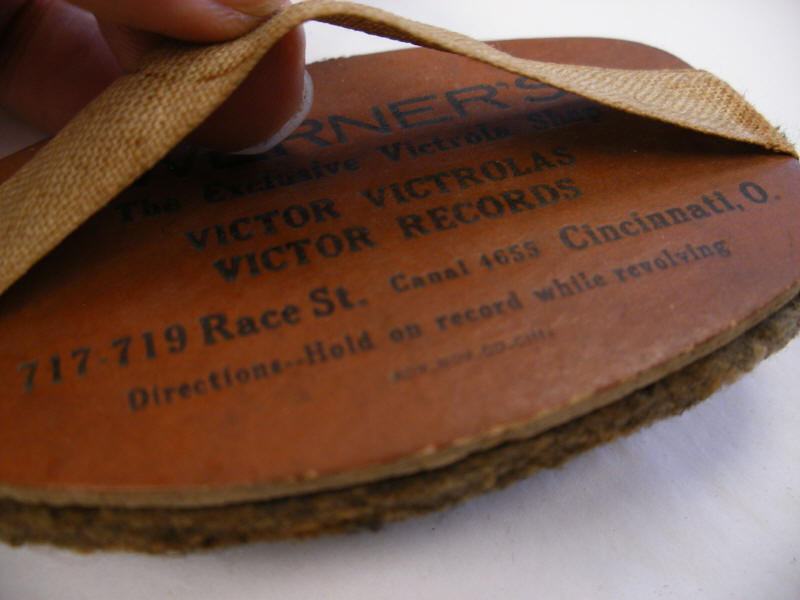 RNER'S
The Exclusive Victrola Shop
VICTOR VICTROLAS
VICTOR RECORDS
717-719 Race St. Canal 4655 Cincinnati, O.
Directions--Hold on record while revolving